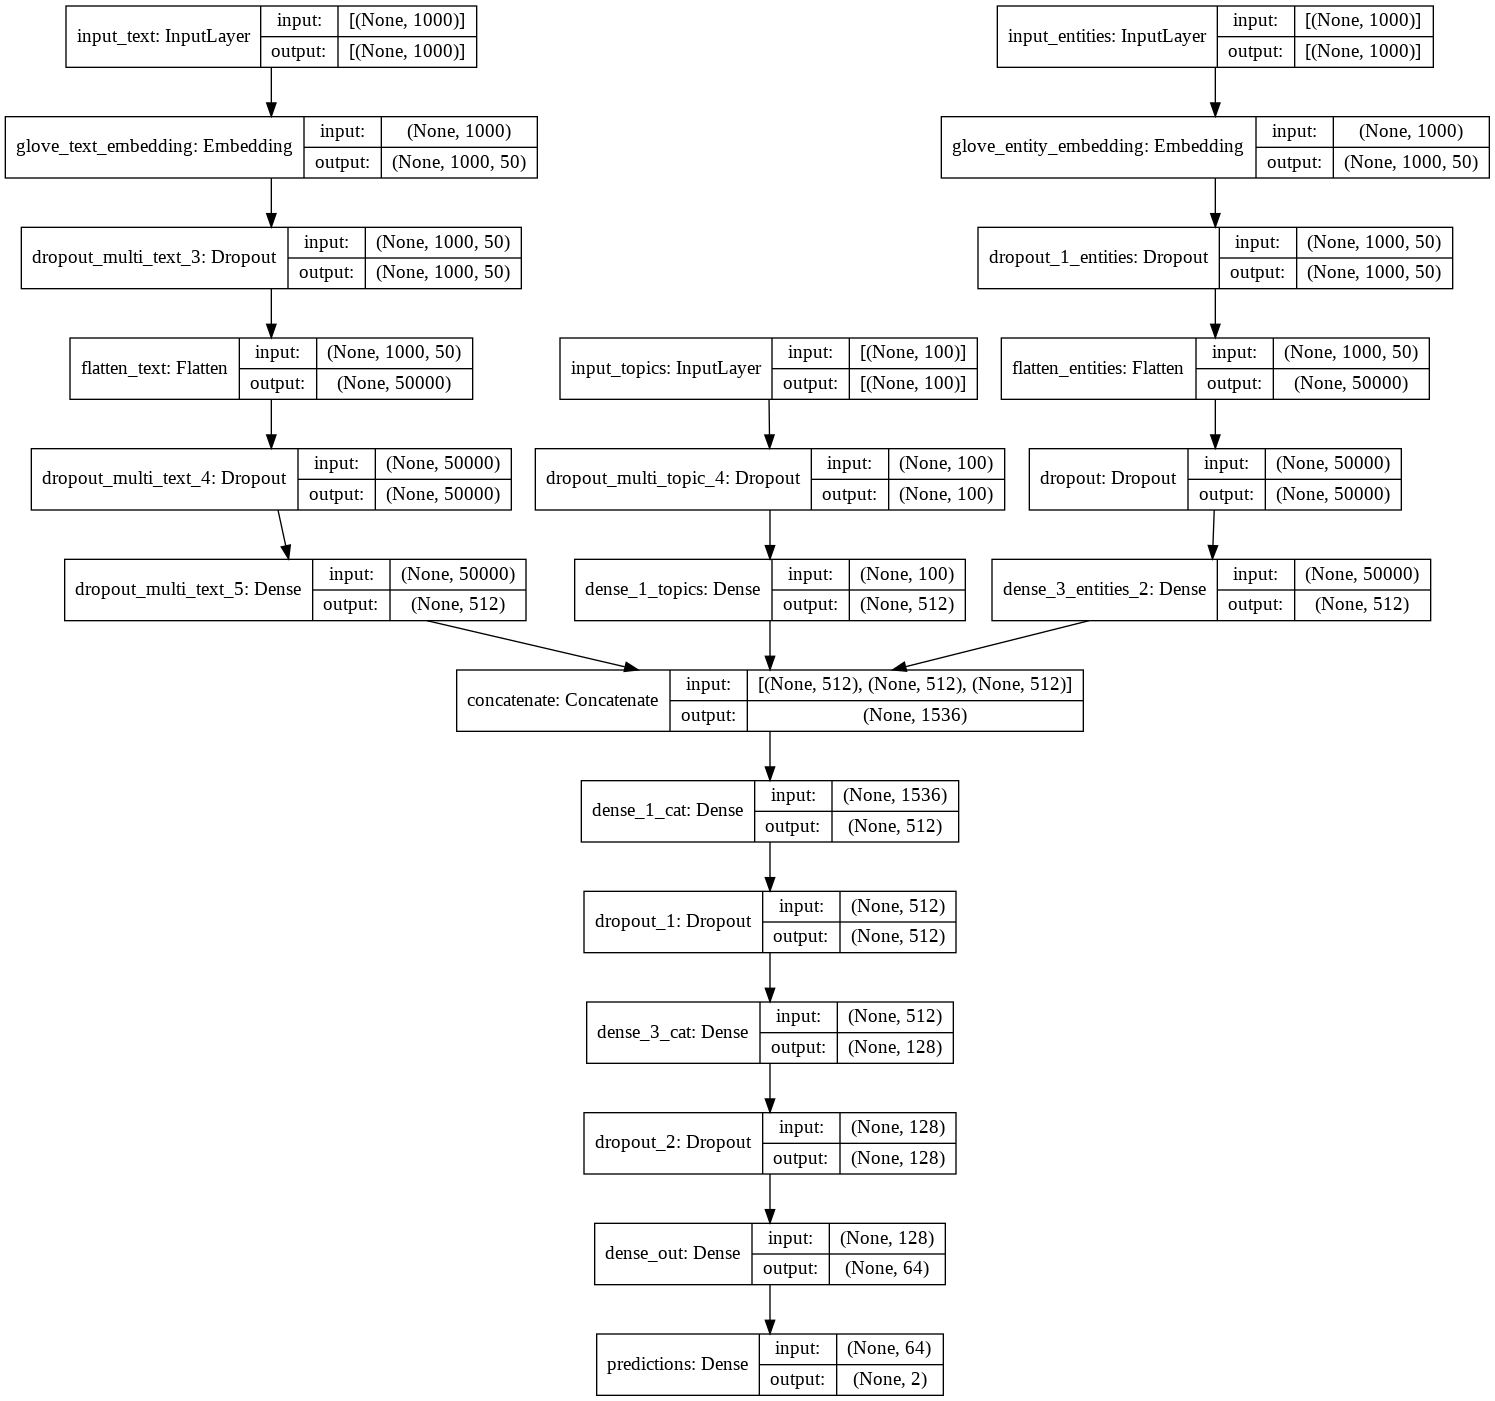 input_text: InputLayer
input: [(None, 1000)]
output: [(None, 1000)]
input_entities: InputLayer
input: [(None, 1000)]
output: [(None, 1000)]
glove_text_embedding: Embedding
input: (None, 1000)
output: (None, 1000, 50)
glove_entity_embedding: Embedding
input: (None, 1000)
output: (None, 1000, 50)
dropout_multi_text_3: Dropout
input: (None, 1000, 50)
output: (None, 1000, 50)
dropout_1_entities: Dropout
input: (None, 1000, 50)
output: (None, 1000, 50)
flatten_text: Flatten
input: (None, 1000, 50)
output: (None, 50000)
input_topics: InputLayer
input: [(None, 100)]
output: [(None, 100)]
flatten_entities: Flatten
input: (None, 1000, 50)
output: (None, 50000)
dropout_multi_text_4: Dropout
input: (None, 50000)
output: (None, 50000)
dropout_multi_topic_4: Dropout
input: (None, 100)
output: (None, 100)
dropout: Dropout
input: (None, 50000)
output: (None, 50000)
dropout_multi_text_5: Dense
input: (None, 50000)
output: (None, 512)
dense_1_topics: Dense
input: (None, 100)
output: (None, 512)
dense_3_entities_2: Dense
input: (None, 50000)
output: (None, 512)
concatenate: Concatenate
input: [(None, 512), (None, 512), (None, 512)]
output: (None, 1536)
dense_1_cat: Dense
input: (None, 1536)
output: (None, 512)
dropout_1: Dropout
input: (None, 512)
output: (None, 512)
dense_3_cat: Dense
input: (None, 512)
output: (None, 128)
dropout_2: Dropout
input: (None, 128)
output: (None, 128)
dense_out: Dense
input: (None, 128)
output: (None, 64)
predictions: Dense
input: (None, 64)
output: (None, 2)